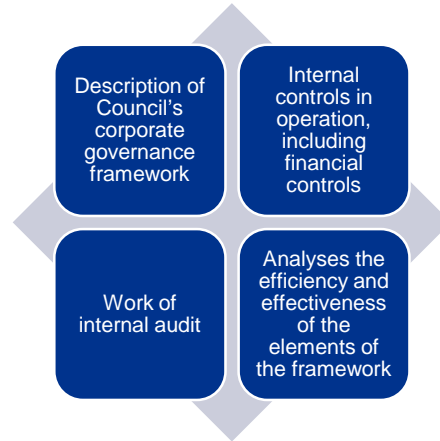 Description of
Council's
corporate
governance
framework
Internal
controls in
operation,
including
financial
controls
Work of
internal audit
Analyses the
efficiency and
effectiveness
of the
elements of
the framework